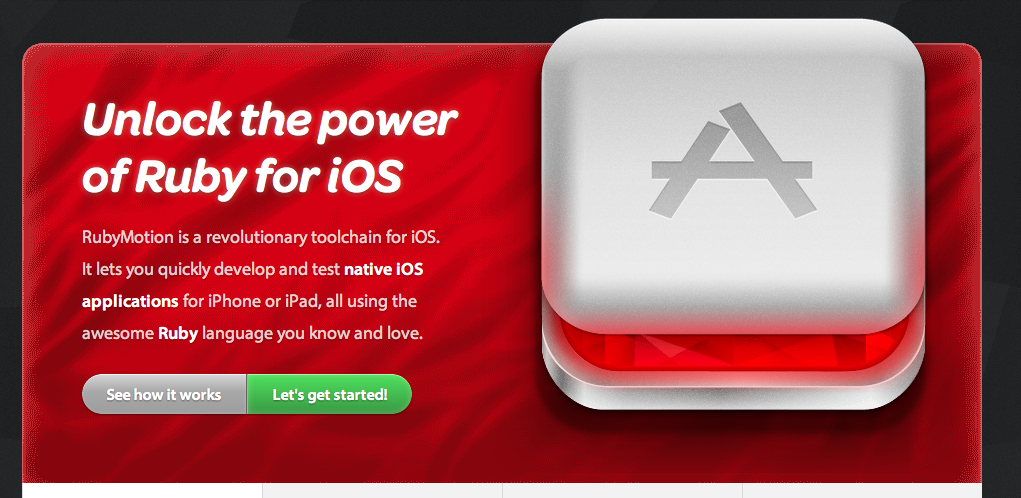 Unlock the power
of Ruby for iOS
RubyMotion is a revolutionary toolchain for iOS.
It lets you quickly develop and test native iOS
applications for iPhone or iPad, all using the
awesome Ruby language you know and love.
See how it works
Let's get started!